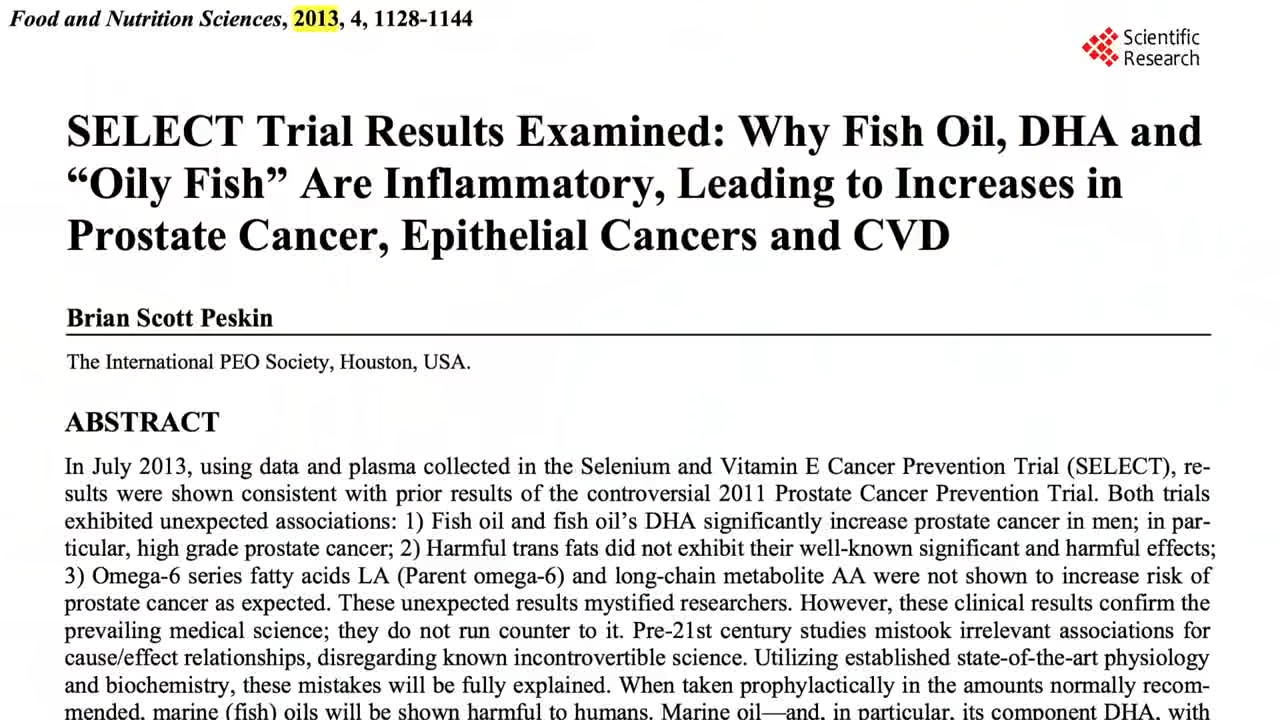 Food and Nutrition Sciences, 2013, 4, 1128-1144
Scientific
Research
SELECT Trial Results Examined: Why Fish Oil, DHA and
“Oily Fish” Are Inflammatory, Leading to Increases in
Prostate Cancer, Epithelial Cancers and CVD
Brian Scott Peskin
The International PEO Society, Houston, USA.
ABSTRACT
In July 2013, using data and plasma collected in the Selenium and Vitamin E Cancer Prevention Trial (SELECT), re-
sults were shown consistent with prior results of the controversial 2011 Prostate Cancer Prevention Trial. Both trials
exhibited unexpected associations: 1) Fish oil and fish oil’s DHA significantly increase prostate cancer in men; in par-
ticular, high grade prostate cancer; 2) Harmful trans fats did not exhibit their well-known significant and harmful effects;
3) Omega-6 series fatty acids LA (Parent omega-6) and long-chain metabolite AA were not shown to increase risk of
prostate cancer as expected. These unexpected results mystified researchers. However, these clinical results confirm the
prevailing medical science; they do not run counter to it. Pre-21st century studies mistook irrelevant associations for
cause/effect relationships, disregarding known incontrovertible science. Utilizing established state-of-the-art physiology
and biochemistry, these mistakes will be fully explained. When taken prophylactically in the amounts normally recom-
mended, marine (fish) oils will be shown harmful to humans. Marine oil—and, in particular, its component DHA, with